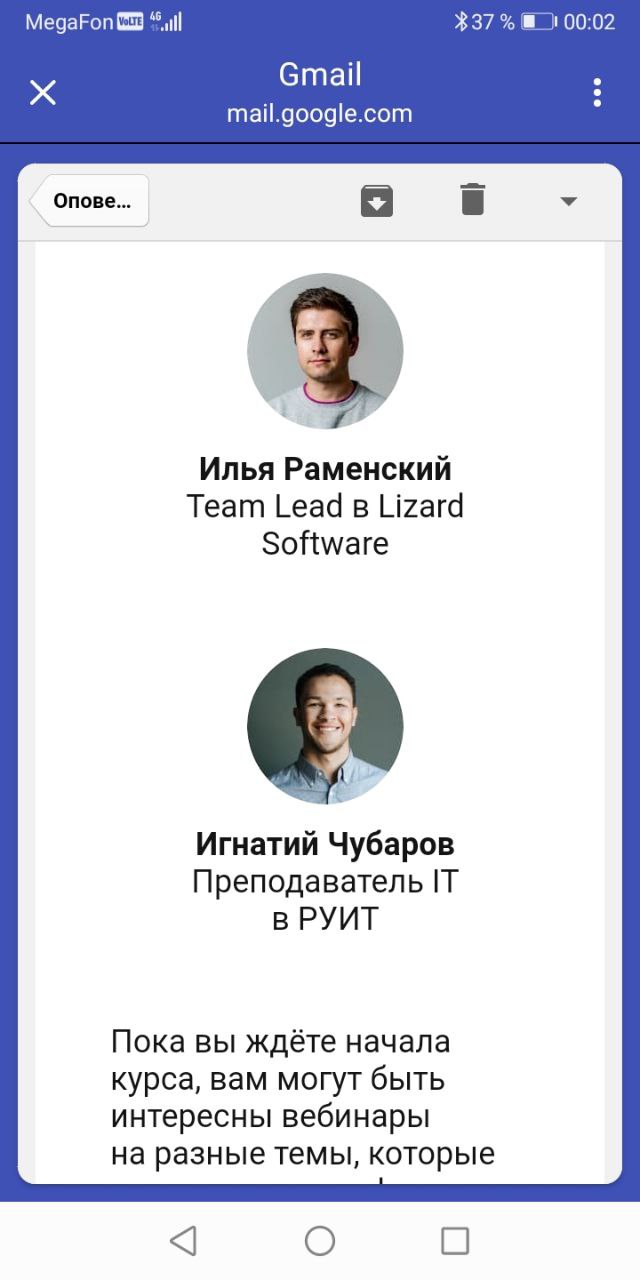 MegaFon VoLTE 4G 37 % 00:02
Gmail
mail.google.com
Опове...
Илья Раменский
Team Lead в Lizard
Software
Игнатий Чубаров
Преподаватель IT
в РУИТ
Пока вы ждёте начала
курса, вам могут быть
интересны вебинары
на разные темы, которые